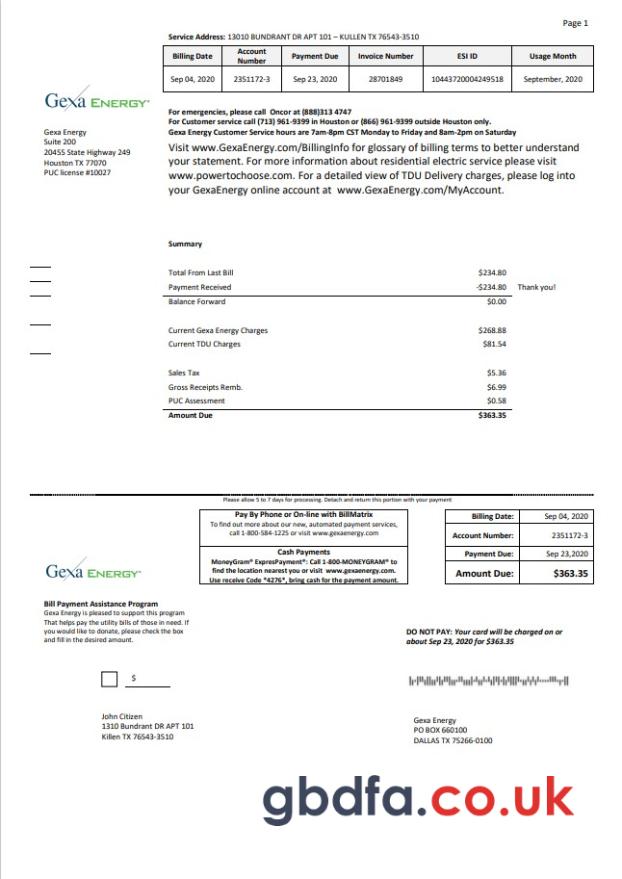 Page 1
Service Address: 13010 BUNDRANT DR APT 101 – KULLEN TX 76543-3510
Billing Date Account Number Payment Due Invoice Number ESI ID Usage Month
Sep 04, 2020 2351172-3 Sep 23, 2020 28701849 10443720004249518 September, 2020
Gexa ENERGY
Gexa Energy
Suite 200
20455 State Highway 249
Houston TX 77070
PUC license #10027
For emergencies, please call Oncor at (888)313 4747
For Customer service call (713) 961-9399 in Houston or (866) 961-9399 outside Houston only.
Gexa Energy Customer Service hours are 7am-8pm CST Monday to Friday and 8am-2pm on Saturday
Visit www.GexaEnergy.com/BillingInfo for glossary of billing terms to better understand
your statement. For more information about residential electric service please visit
www.powertochoose.com. For a detailed view of TDU Delivery charges, please log into
your GexaEnergy online account at www.GexaEnergy.com/MyAccount.
Summary
Total From Last Bill $234.80
Payment Received -$234.80 Thank you!
Balance Forward $0.00
Current Gexa Energy Charges $268.88
Current TDU Charges $81.54
Sales Tax $5.36
Gross Receipts Remb. $6.99
PUC Assessment $0.58
Amount Due $363.35
Please allow 5 to 7 days for processing. Detach and return this portion with your payment
Pay By Phone or On-line with BillMatrix
To find out more about our new, automated payment services,
call 1-800-584-1225 or visit www.gexaenergy.com
Cash Payments
MoneyGram® ExpresPayment®: Call 1-800-MONEYGRAM® to
find the location nearest you or visit www.gexaenergy.com.
Use receive Code "4276", bring cash for the payment amount.
Billing Date: Sep 04, 2020
Account Number: 2351172-3
Payment Due: Sep 23,2020
Amount Due: $363.35
Gexa ENERGY
Bill Payment Assistance Program
Gexa Energy is pleased to support this program
That helps pay the utility bills of those in need. If
you would like to donate, please check the box
and fill in the desired amount.
$
DO NOT PAY: Your card will be charged on or
about Sep 23, 2020 for $363.35
John Citizen
1310 Bundrant DR APT 101
Killen TX 76543-3510
Gexa Energy
PO BOX 660100
DALLAS TX 75266-0100
gbdfa.co.uk